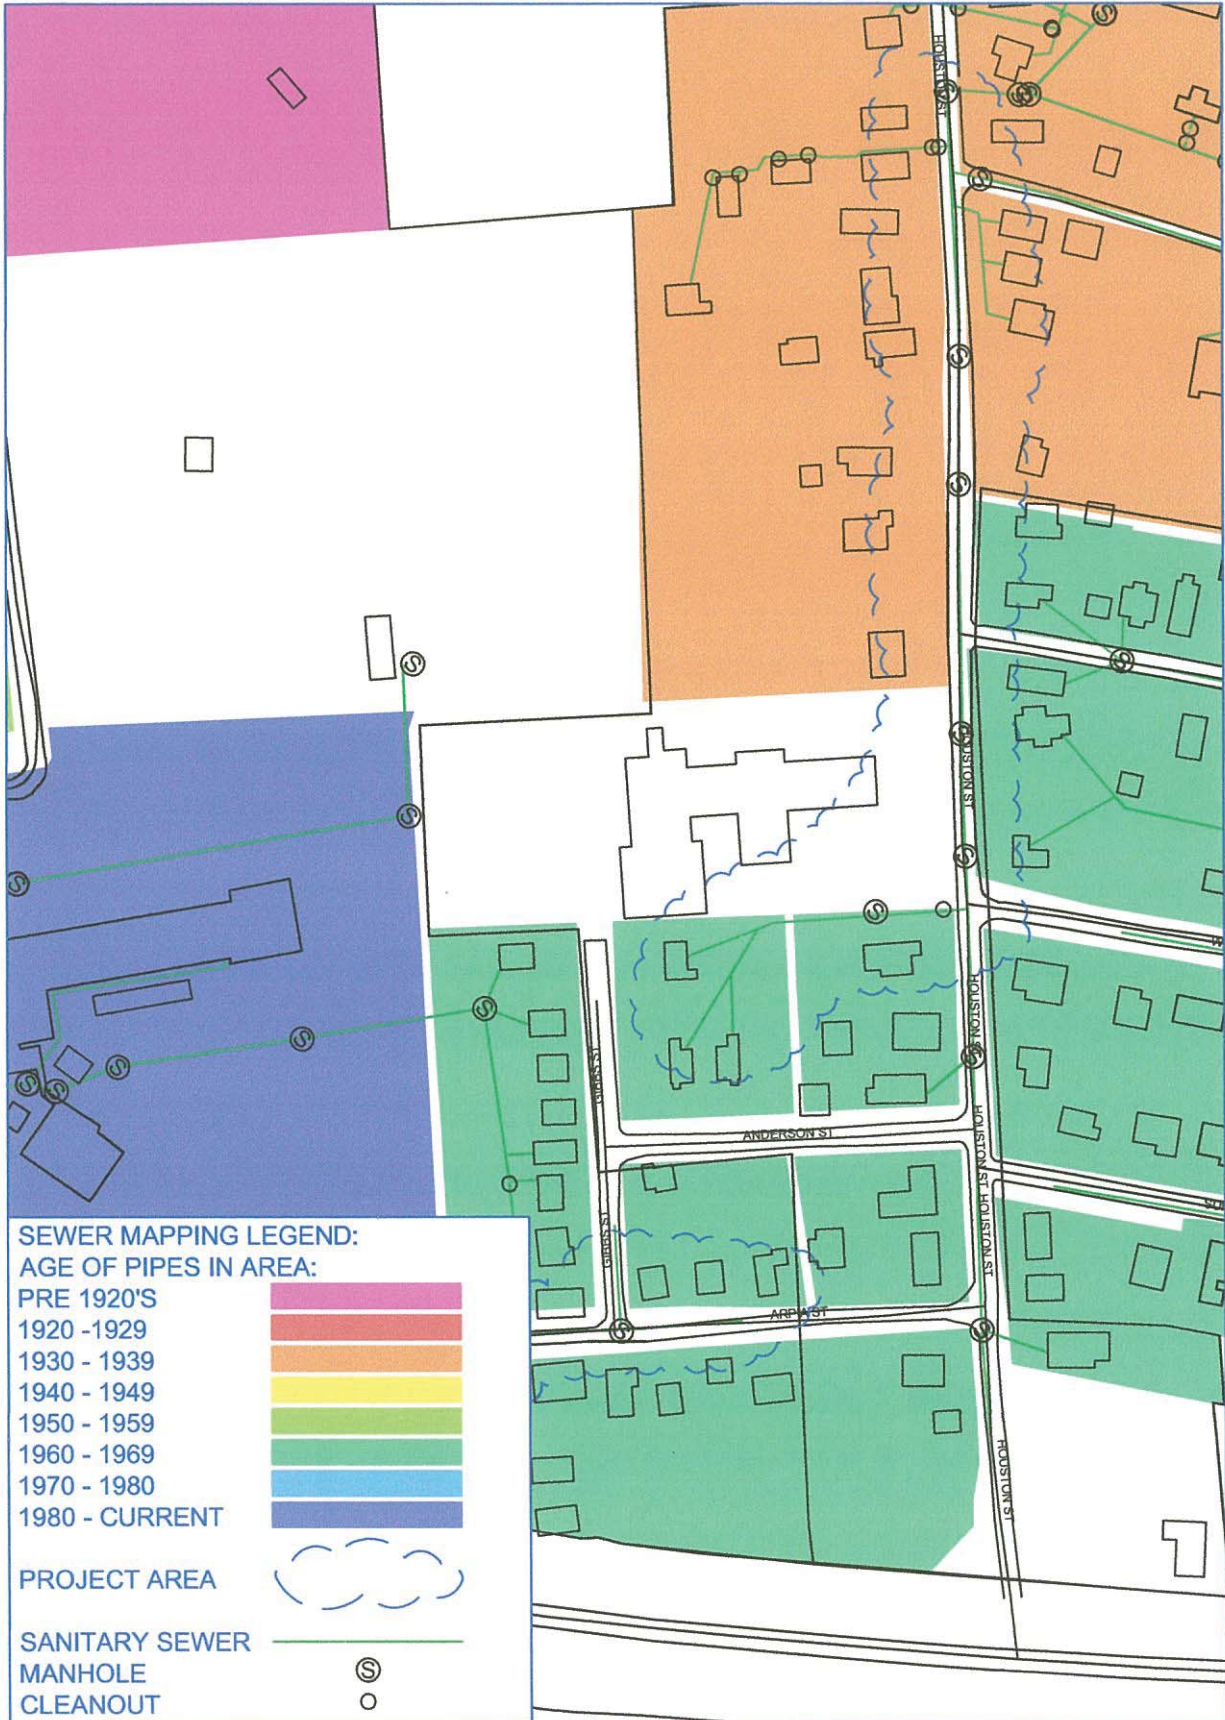 HOUSTON ST
HOUSTON ST
HOUSTON ST
GIBBS ST
ANDERSON ST
HOUSTON ST
HOUSTON ST
GIBBS ST
ARPIA ST
HOUSTON ST
SEWER MAPPING LEGEND:
AGE OF PIPES IN AREA:
PRE 1920'S
1920 -1929
1930 - 1939
1940 - 1949
1950 - 1959
1960 - 1969
1970 - 1980
1980 - CURRENT
PROJECT AREA
SANITARY SEWER
MANHOLE
S
CLEANOUT